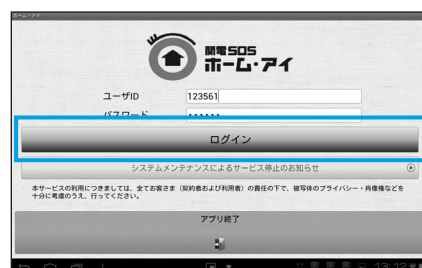 ホーム・アイ
関電SOS
ホーム・アイ
ユーザID 123561
パスワード ••••••
ログイン
システムメンテナンスによるサービス停止のお知らせ
本サービスの利用につきましては、全てお客さま（契約者および利用者）の責任の下で、被写体のプライバシー・肖像権などを
十分に考慮のうえ、行ってください。
アプリ終了
13:12